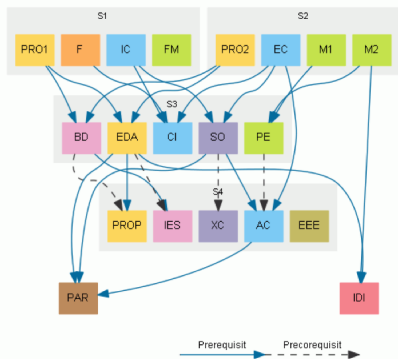 S1 S2
PRO1 F IC FM PRO2 EC M1 M2
S3
BD EDA CI SO PE
S4
PROP IES XC AC EEE
PAR IDI
Prerequisit Precorequisit